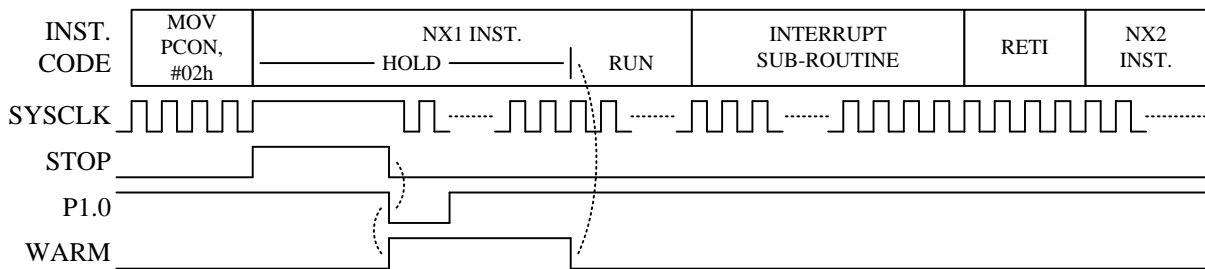 INST.
CODE
MOV
PCON,
#02h
NX1 INST.
HOLD
RUN
INTERRUPT
SUB-ROUTINE
RETI
NX2
INST.
SYSCLK
STOP
P1.0
WARM